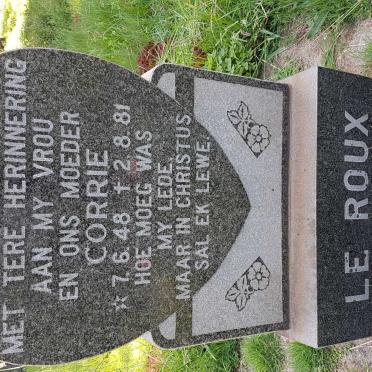 MET TERE HERINNERING
AAN MY VROU
EN ONS MOEDER
CORRIE
☆ 7.6.48 † 2.8.81
HOE MOEG WAS
MY LEDE,
MAAR IN CHRISTUS
SAL EK LEWE.
LE ROUX